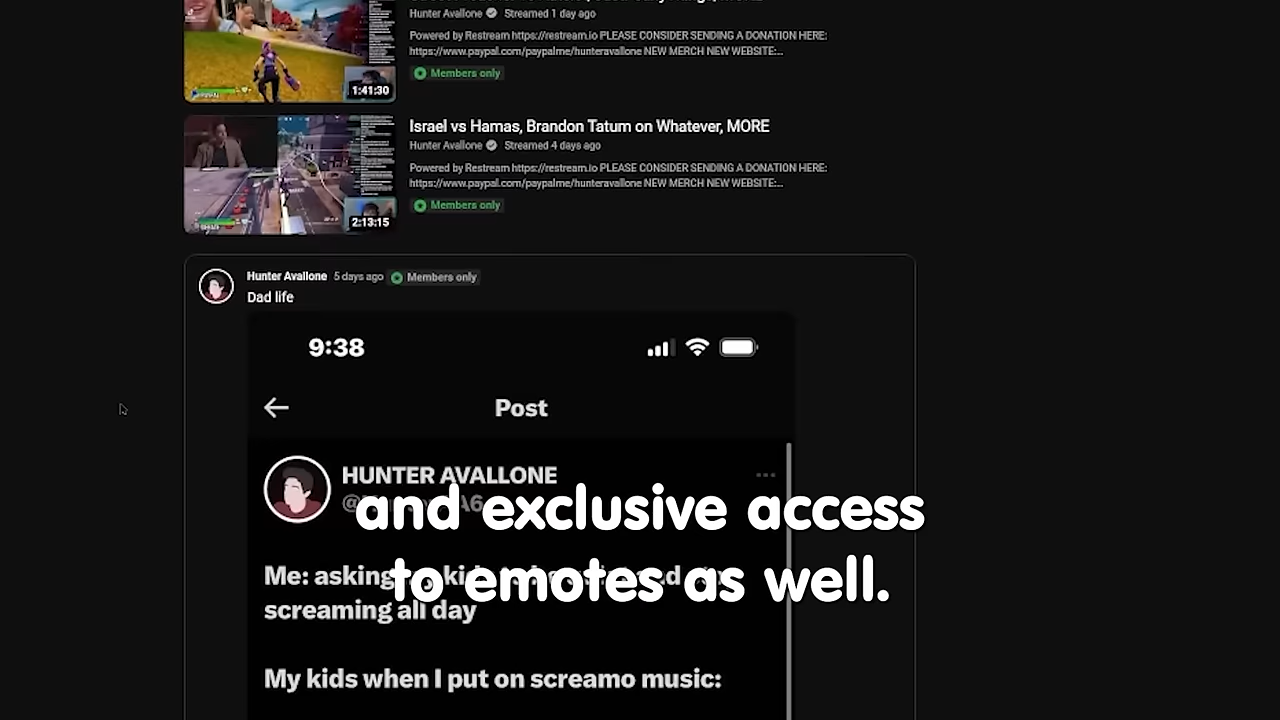 Hunter Avallone Streamed 1 day ago
Powered by Restream https://restream.io PLEASE CONSIDER SENDING A DONATION HERE:
https://www.paypal.com/paypalme/hunteravallone NEW MERCH NEW WEBSITE:...
Members only
1:41:30
Israel vs Hamas, Brandon Tatum on Whatever, MORE
Hunter Avallone Streamed 4 days ago
Powered by Restream https://restream.io PLEASE CONSIDER SENDING A DONATION HERE:
https://www.paypal.com/paypalme/hunteravallone NEW MERCH NEW WEBSITE:...
Members only
2:13:15
Hunter Avallone 5 days ago Members only
Dad life
9:38
Post
HUNTER AVALLONE
and exclusive access
to emotes as well.
Me: asking
screaming all day
My kids when I put on screamo music: